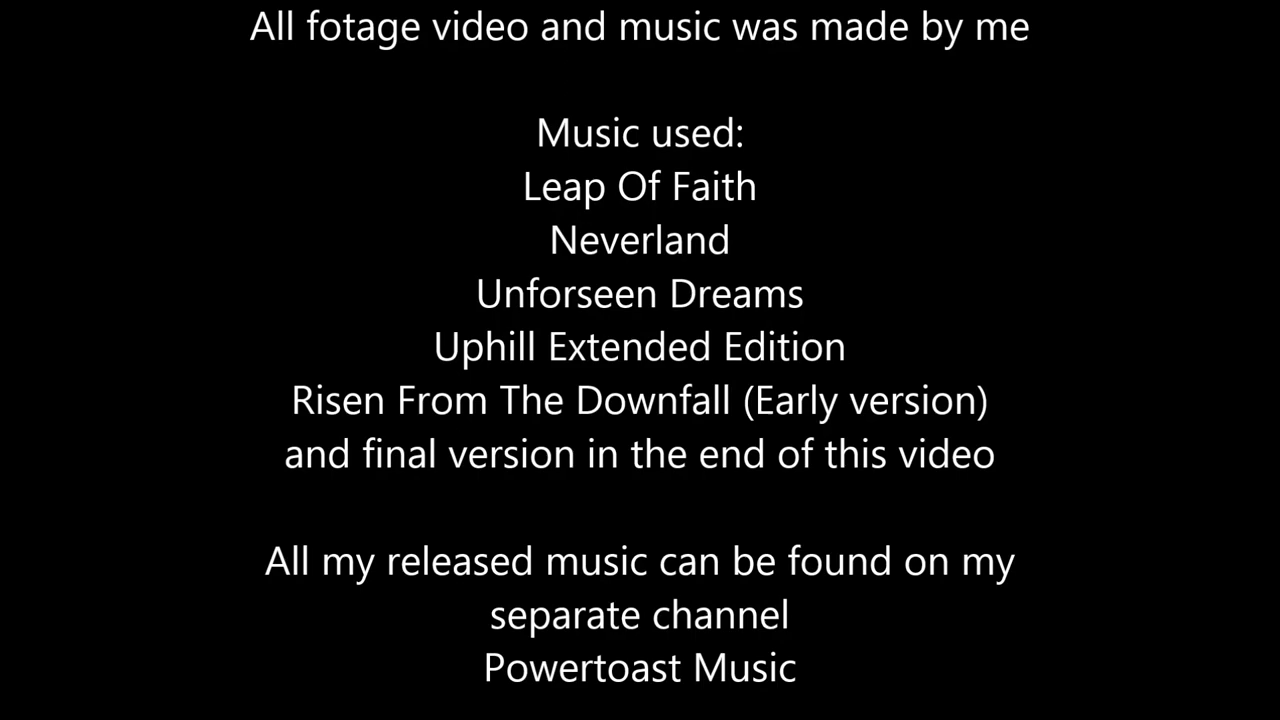 All fotage video and music was made by me
Music used:
Leap Of Faith
Neverland
Unforseen Dreams
Uphill Extended Edition
Risen From The Downfall (Early version)
and final version in the end of this video
All my released music can be found on my
separate channel
Powertoast Music